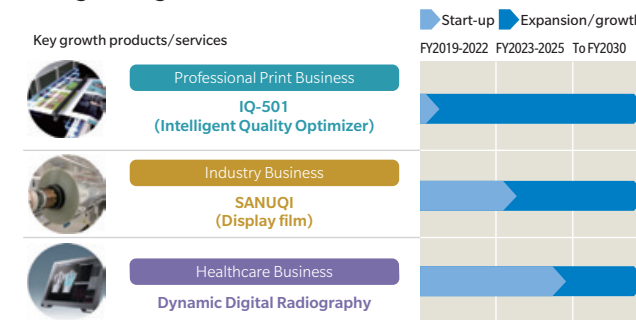 Start-up Expansion/growth
Key growth products/services
FY2019-2022 FY2023-2025 To FY2030
Professional Print Business
IQ-501
(Intelligent Quality Optimizer)
Industry Business
SANUQI
(Display film)
Healthcare Business
Dynamic Digital Radiography